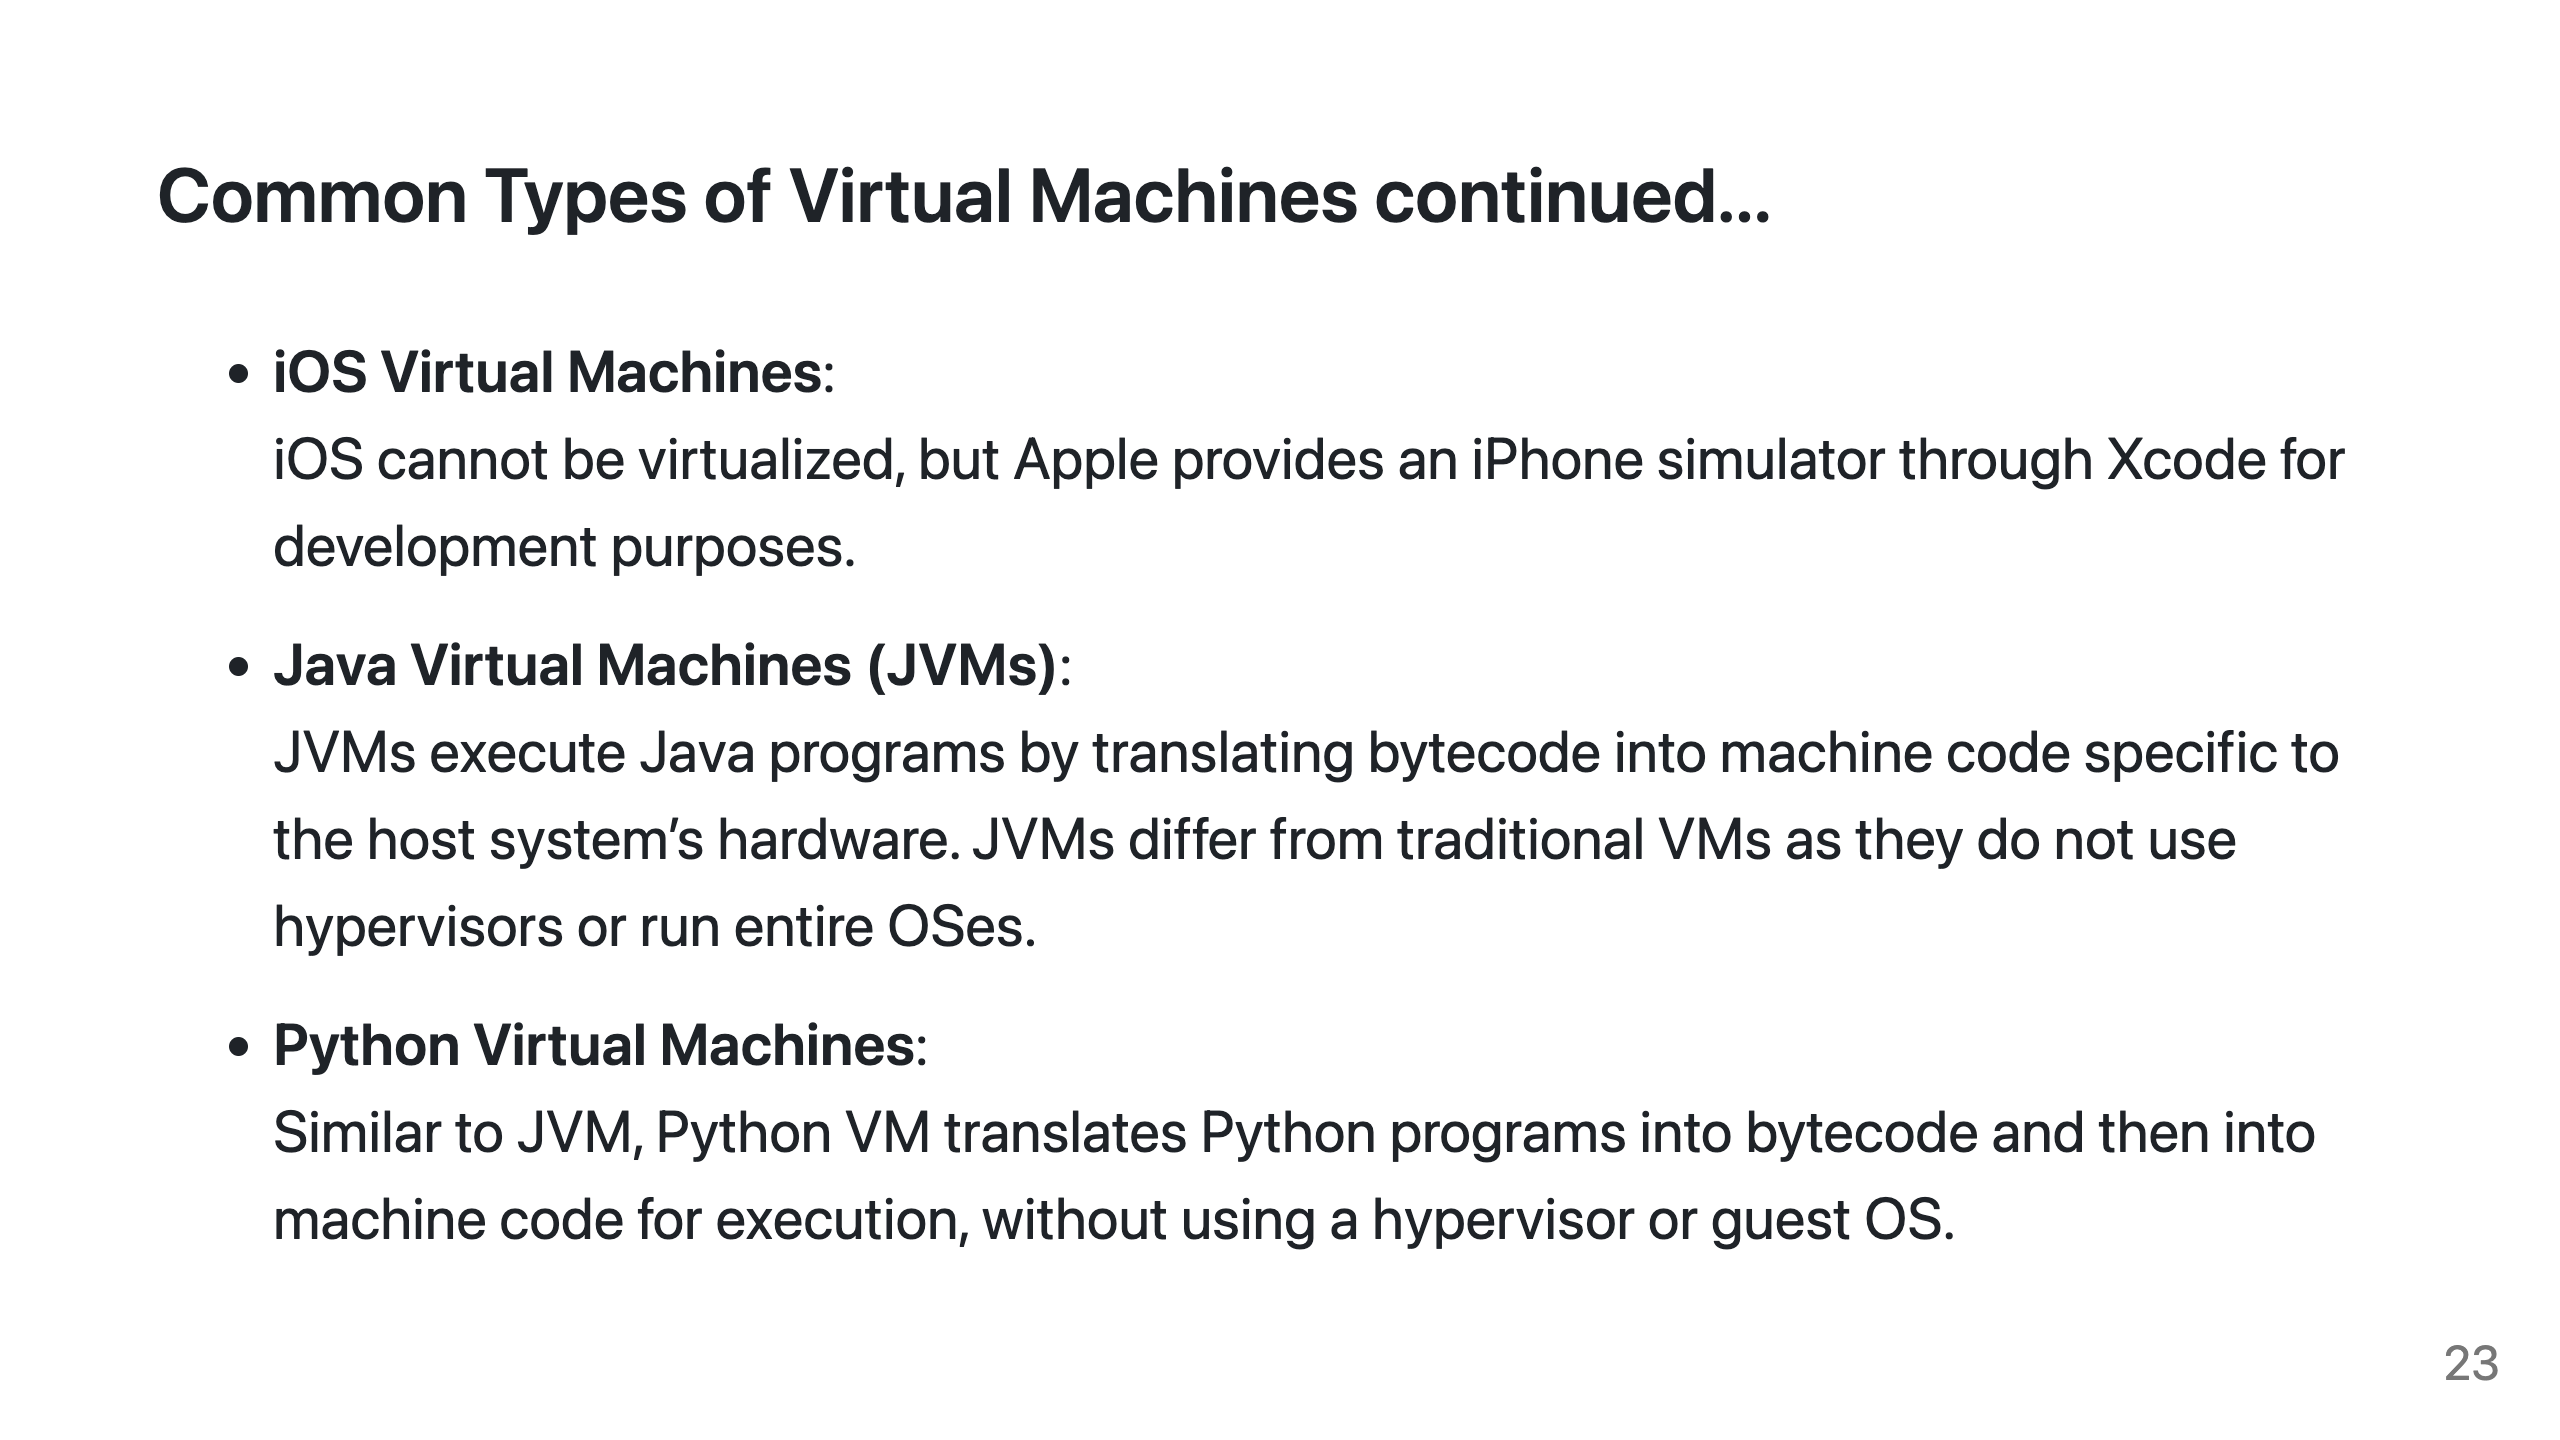 Common Types of Virtual Machines continued...
• iOS Virtual Machines:
iOS cannot be virtualized, but Apple provides an iPhone simulator through Xcode for
development purposes.
• Java Virtual Machines (JVMs):
JVMs execute Java programs by translating bytecode into machine code specific to
the host system’s hardware. JVMs differ from traditional VMs as they do not use
hypervisors or run entire OSes.
• Python Virtual Machines:
Similar to JVM, Python VM translates Python programs into bytecode and then into
machine code for execution, without using a hypervisor or guest OS.
23